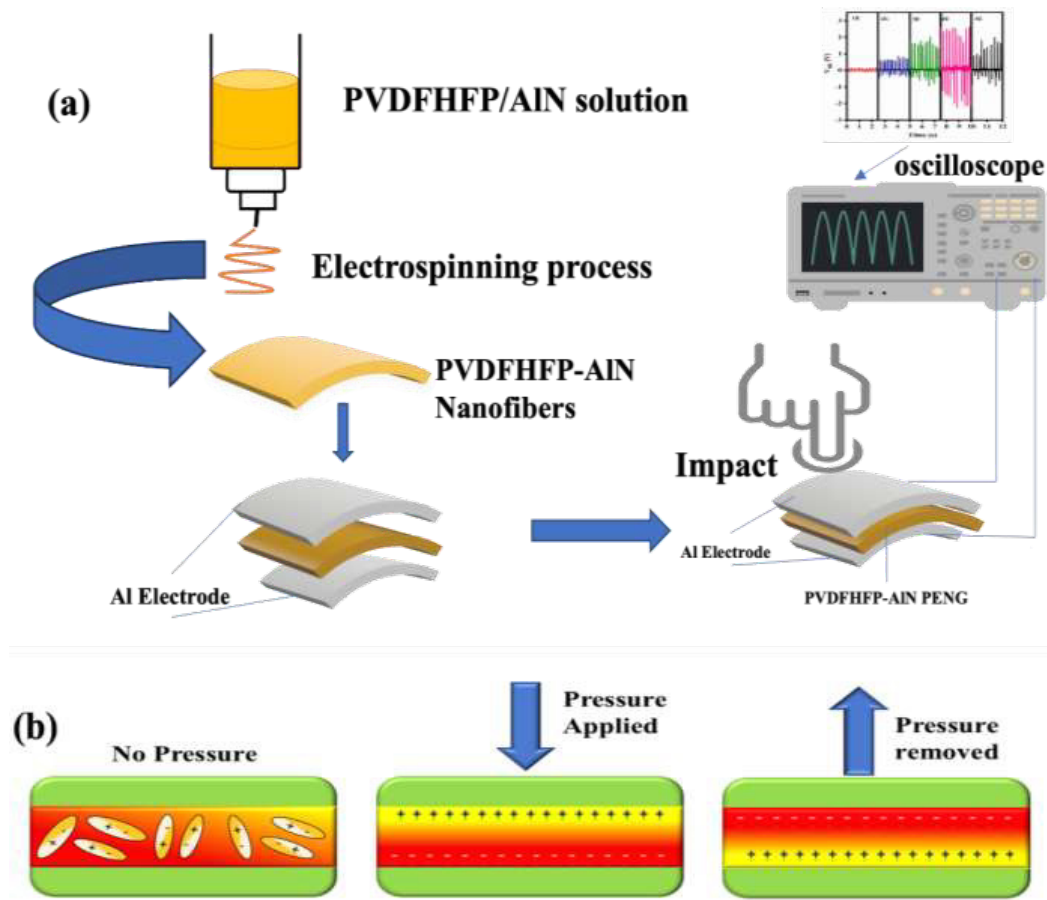 (a)
PVDFHFP/AlN solution
oscilloscope
Electrospinning process
PVDFHFP-AlN
Nanofibers
Impact
Al Electrode
Al Electrode
PVDFHFP-AlN PENG
(b)
No Pressure
Pressure
Applied
Pressure
removed